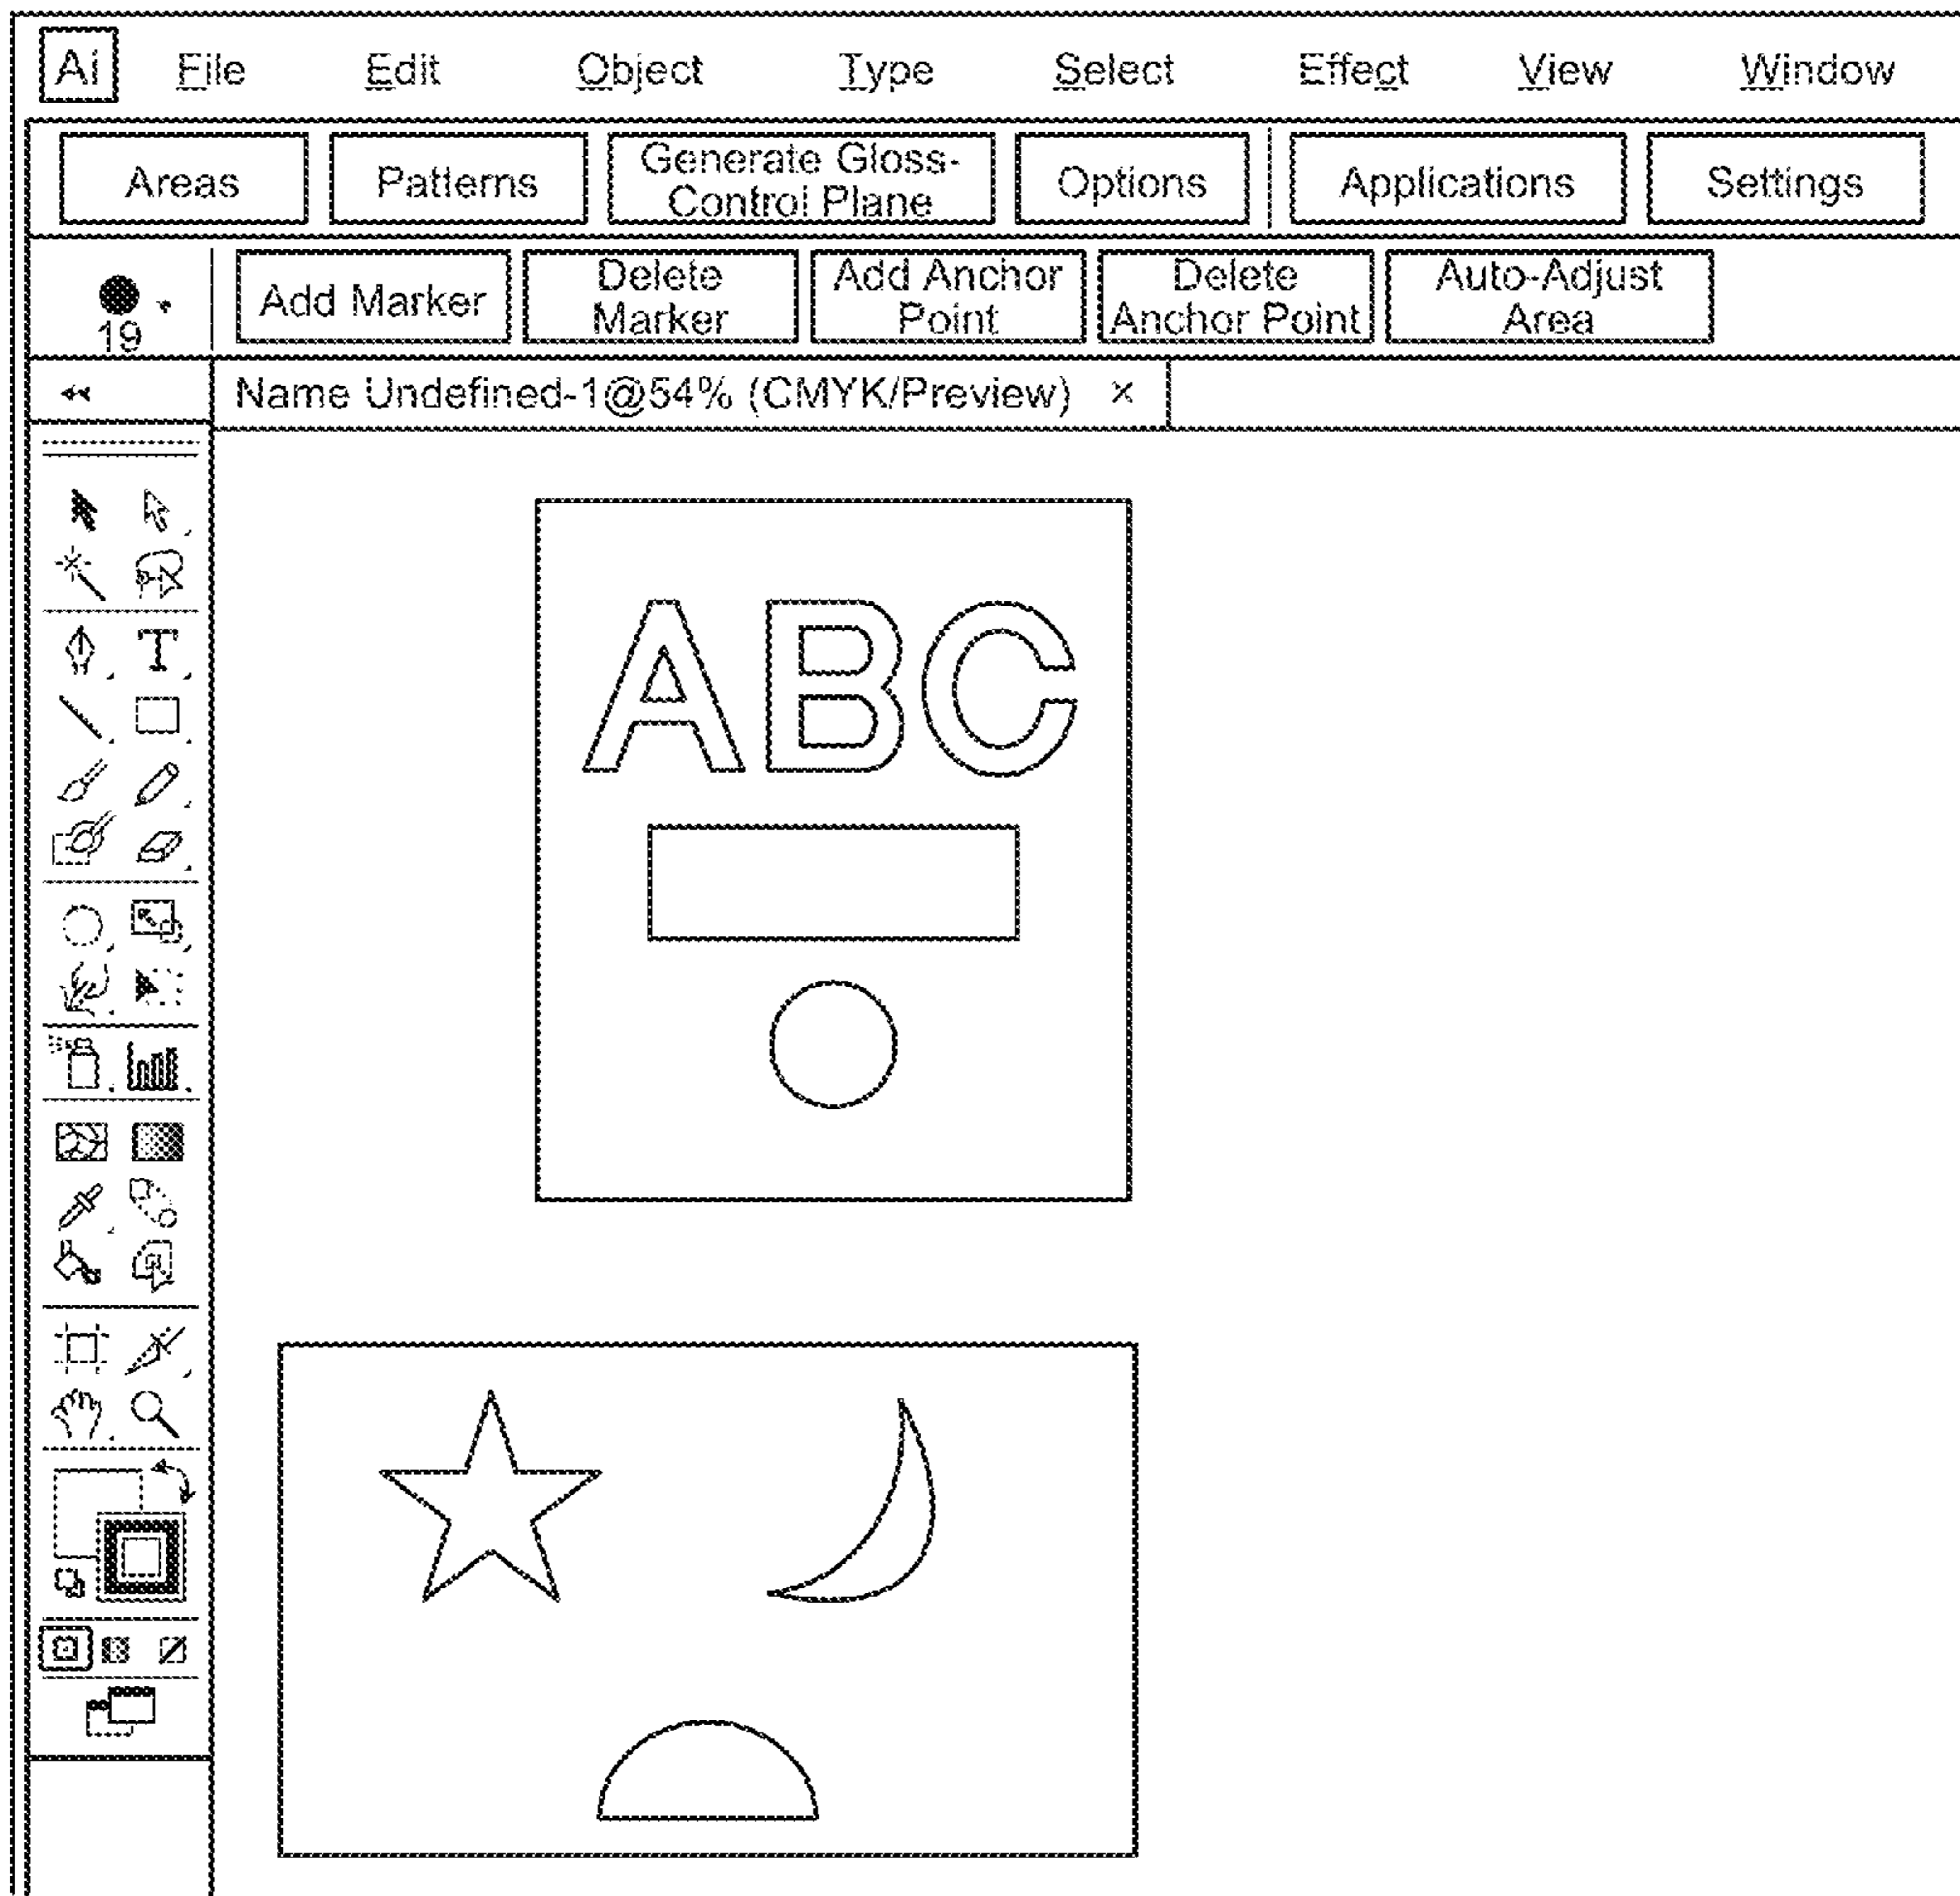 Ai File Edit Object Type Select Effect View Window
Areas Patterns Generate Gloss-
Control Plane Options Applications Settings
19 Add Marker Delete
Marker Add Anchor
Point Delete
Anchor Point Auto-Adjust
Area
Name Undefined-1@54% (CMYK/Preview) ×
T
ABC